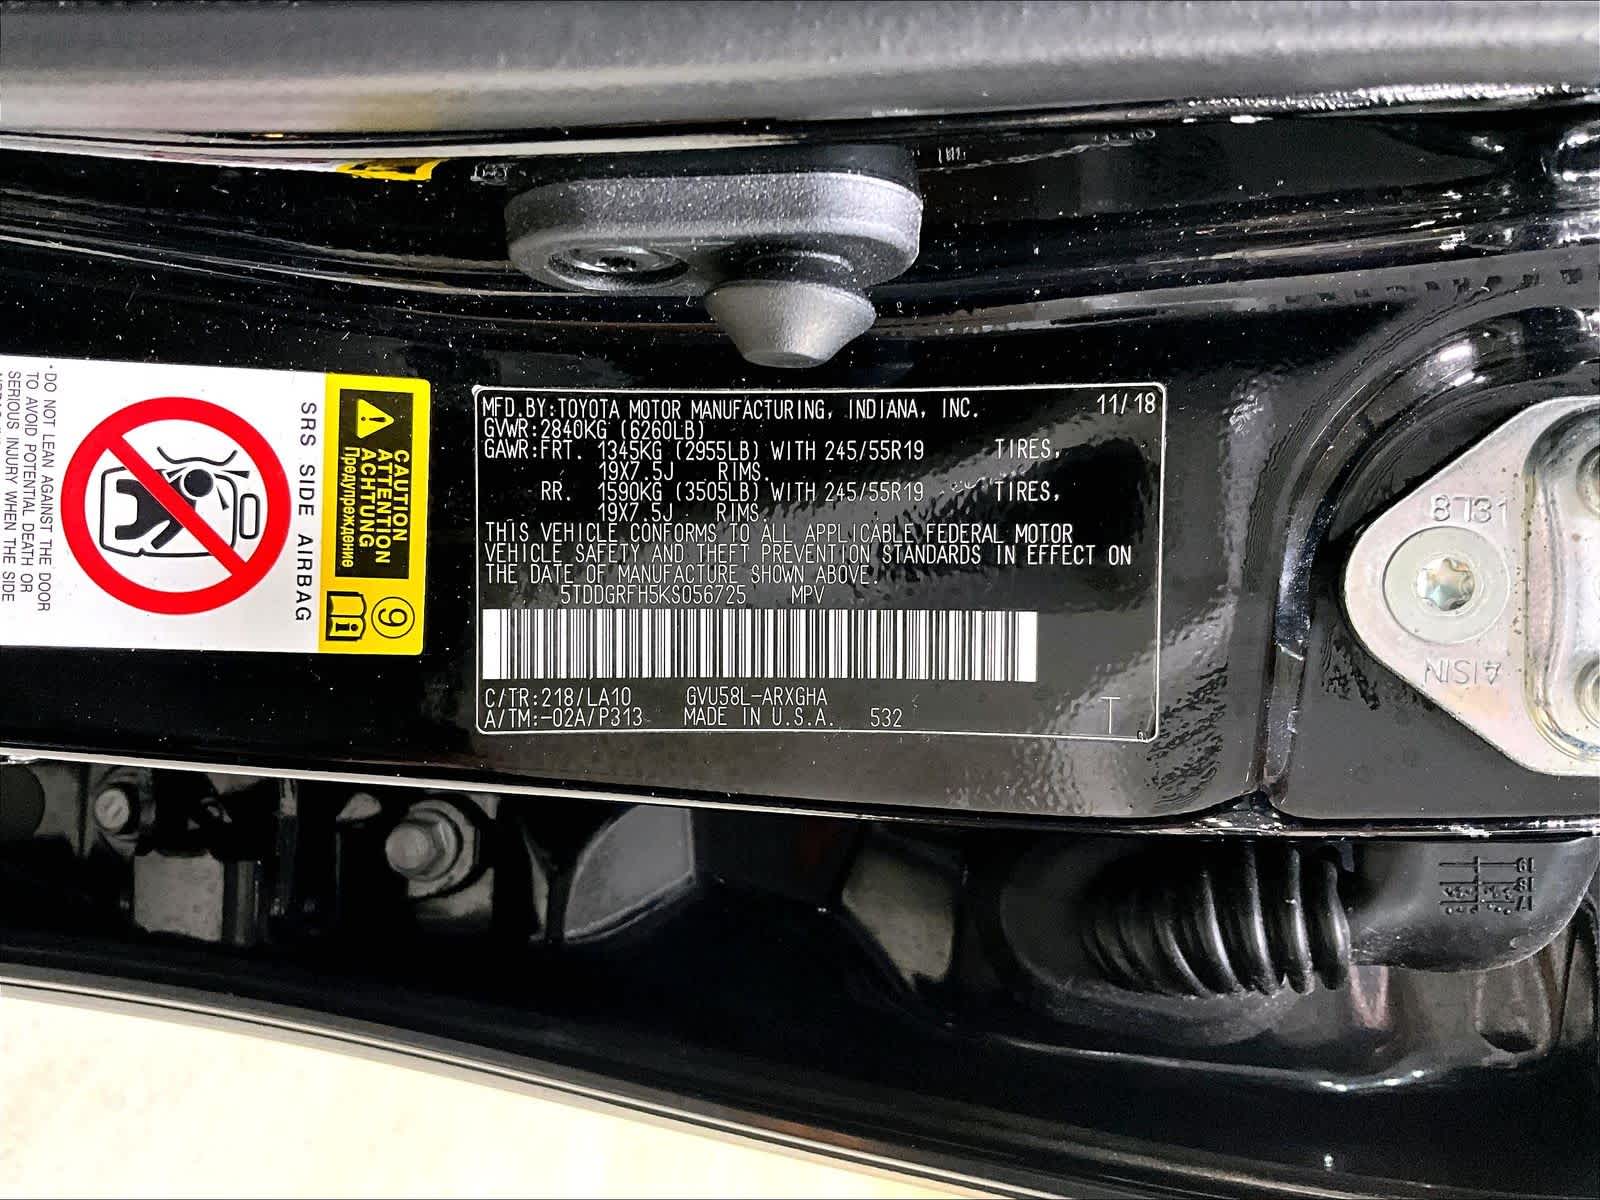 MFD.BY:TOYOTA MOTOR MANUFACTURING, INDIANA, INC. 11/18
GVWR:2840KG (6260LB)
GAWR:FRT. 1345KG (2955LB) WITH 245/55R19 TIRES,
19X7.5J RIMS.
RR. 1590KG (3505LB) WITH 245/55R19 TIRES,
19X7.5J RIMS.
THIS VEHICLE CONFORMS TO ALL APPLICABLE FEDERAL MOTOR
VEHICLE SAFETY AND THEFT PREVENTION STANDARDS IN EFFECT ON
THE DATE OF MANUFACTURE SHOWN ABOVE.
5TDDGRFH5KS056725 MPV
C/TR:218/LA10 GVU58L-ARXGHA
A/TM:-02A/P313 MADE IN U.S.A. 532
T
CAUTION
ATTENTION
ACHTUNG
Предупреждение
9
i
SRS SIDE AIRBAG
•DO NOT LEAN AGAINST THE DOOR
TO AVOID POTENTIAL DEATH OR
SERIOUS INJURY WHEN THE SIDE
8731
AISIN
19
18
17